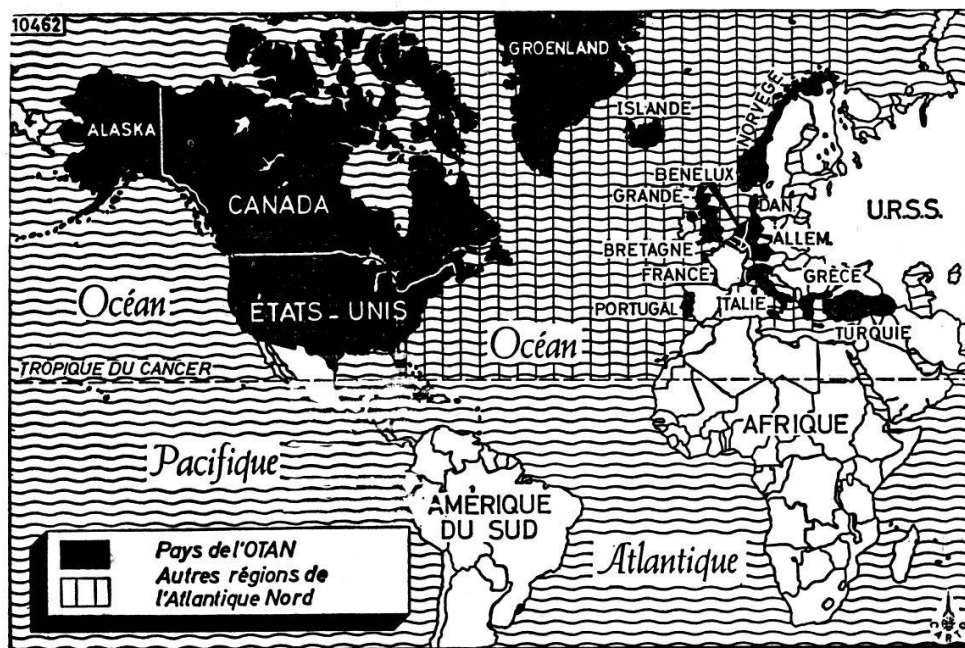 10462
GROENLAND
ISLANDE
NORVÈGE
ALASKA
BENELUX
GRANDE
BRETAGNE
DAN.
U.R.S.S.
CANADA
ALLEM.
FRANCE
GRÈCE
Océan
ÉTATS-UNIS
PORTUGAL
ITALIE
TURQUIE
Océan
TROPIQUE DU CANCER
AFRIQUE
Pacifique
AMÉRIQUE
DU SUD
Atlantique
Pays de l'OTAN
Autres régions de
l'Atlantique Nord